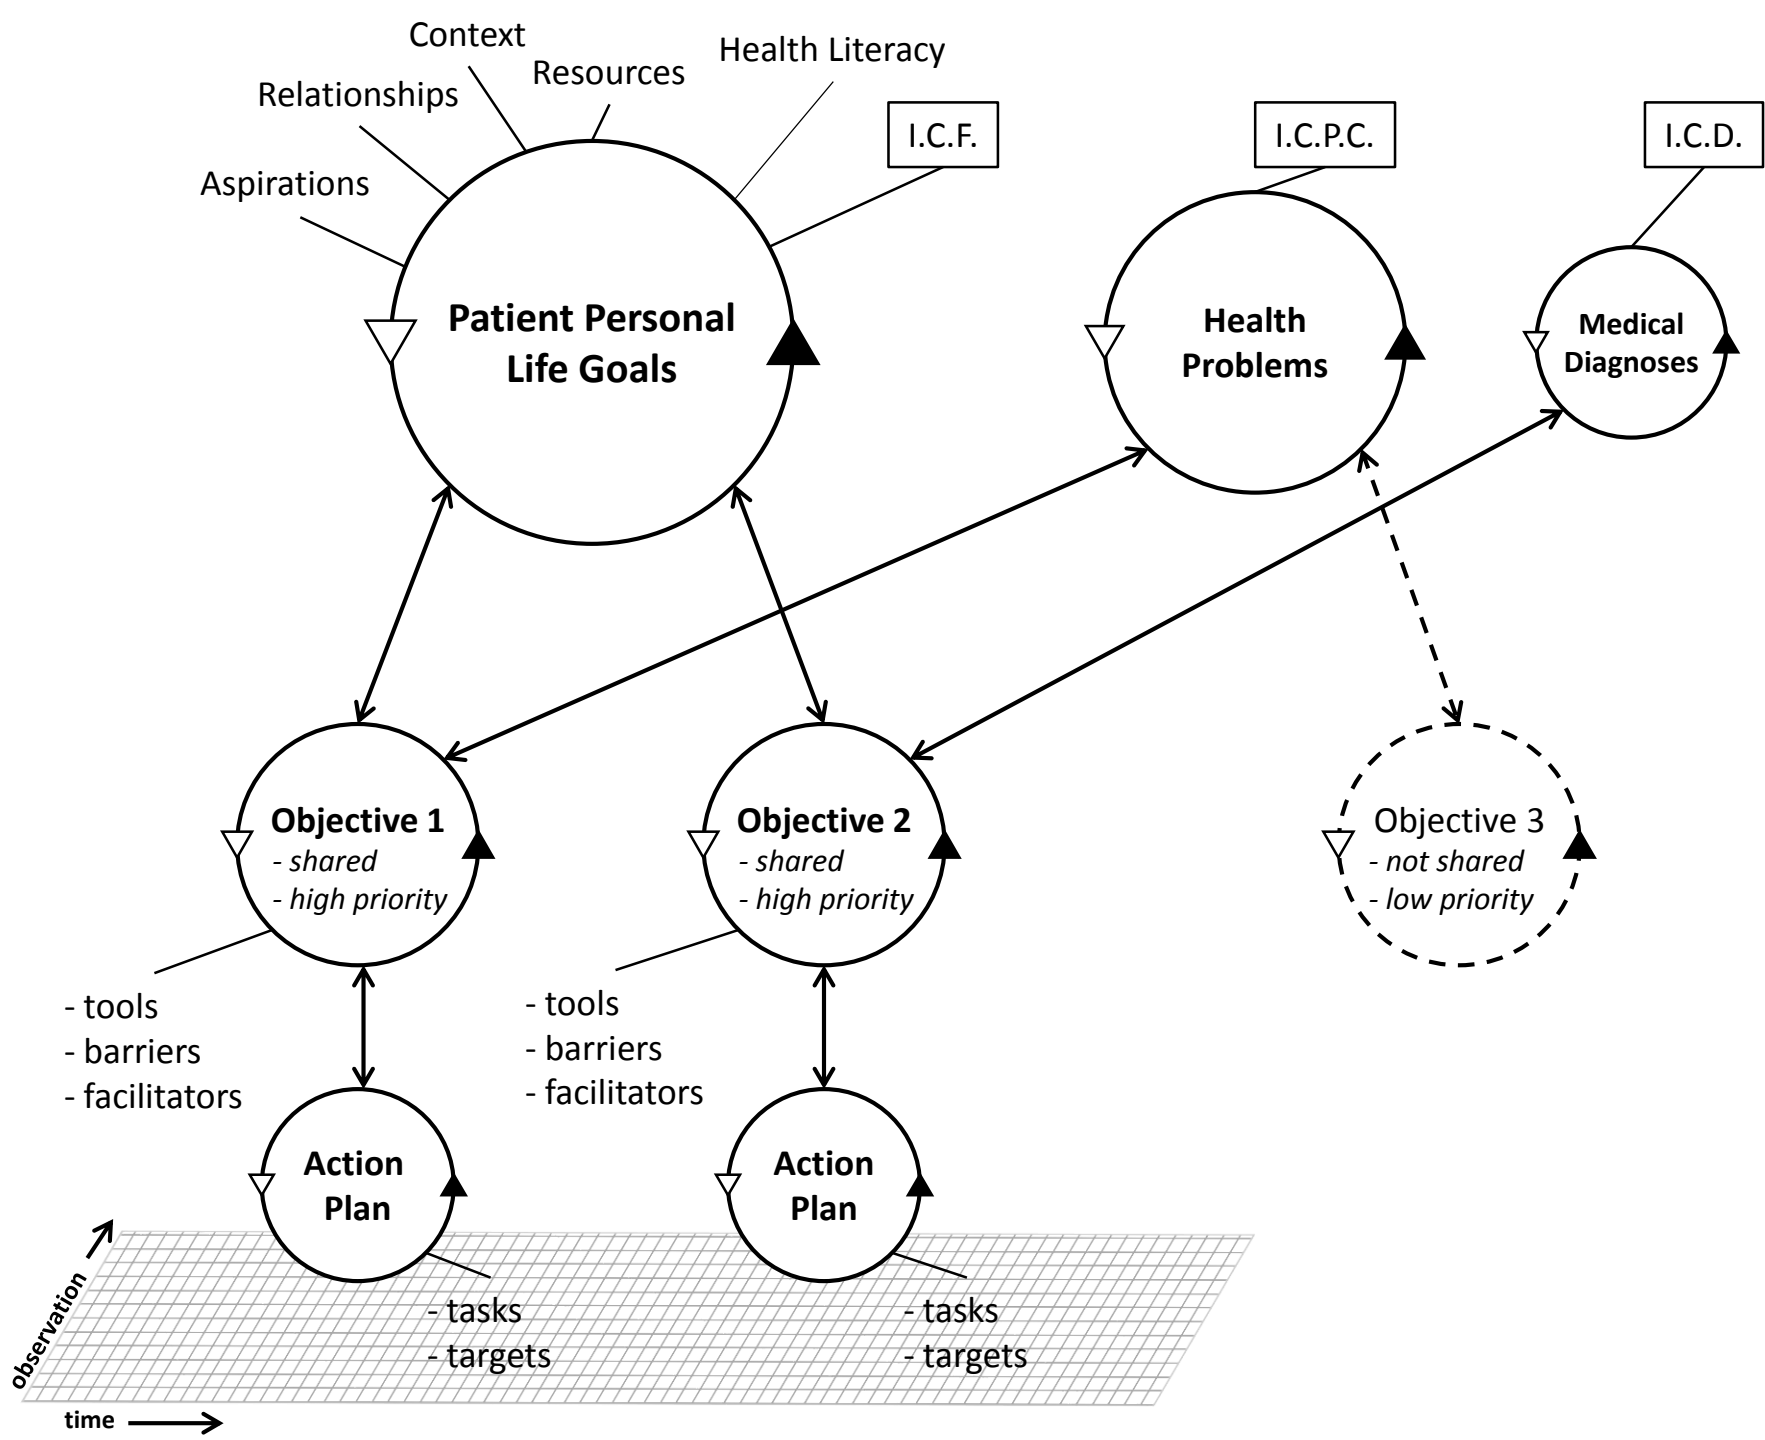 Context
Health Literacy
Resources
Relationships
I.C.F.
I.C.P.C.
I.C.D.
Aspirations
Patient Personal
Life Goals
Health
Problems
Medical
Diagnoses
Objective 1
- shared
- high priority
Objective 2
- shared
- high priority
Objective 3
- not shared
- low priority
- tools
- barriers
- facilitators
- tools
- barriers
- facilitators
Action
Plan
Action
Plan
- tasks
- targets
- tasks
- targets
observation
time